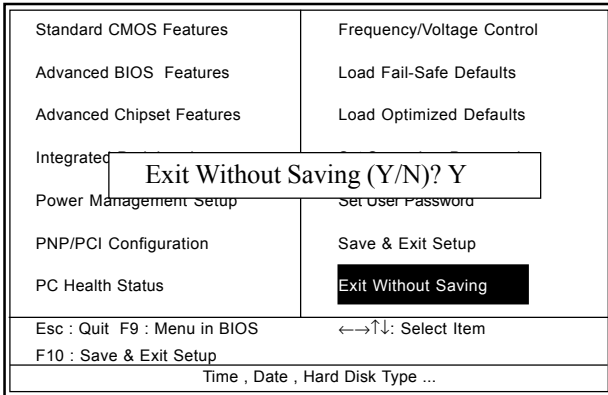 Standard CMOS Features
Advanced BIOS Features
Advanced Chipset Features
Integrated
Power Management Setup
PNP/PCI Configuration
PC Health Status
Frequency/Voltage Control
Load Fail-Safe Defaults
Load Optimized Defaults
Set User Password
Save & Exit Setup
Exit Without Saving
Exit Without Saving (Y/N)? Y
Esc : Quit F9 : Menu in BIOS
←→↑↓: Select Item
F10 : Save & Exit Setup
Time , Date , Hard Disk Type ...